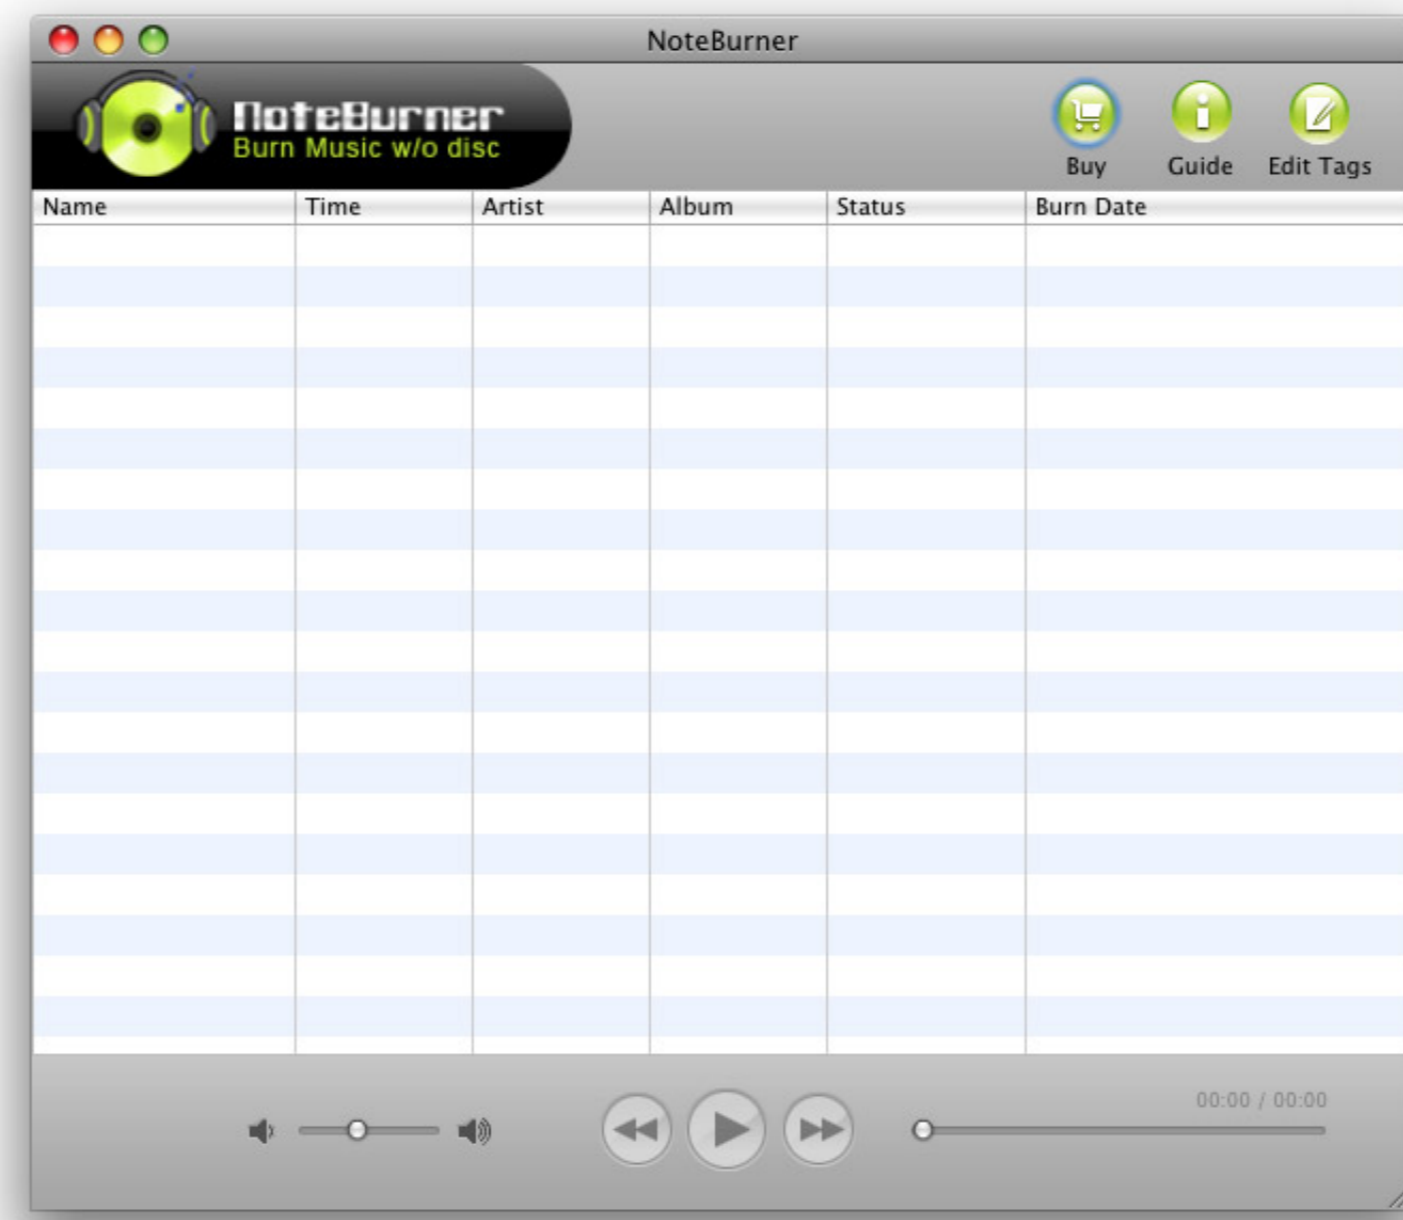 NoteBurner
NoteBurner
Burn Music w/o disc
Buy Guide Edit Tags
Name Time Artist Album Status Burn Date
00:00 / 00:00